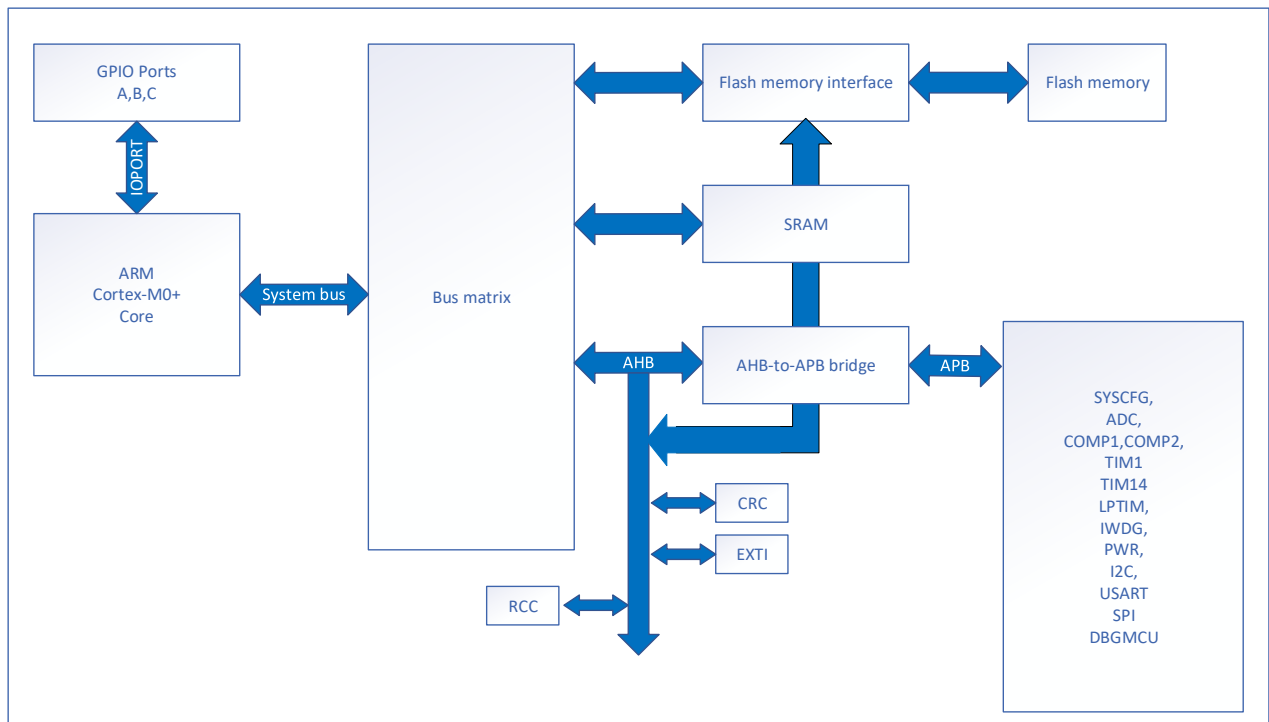 GPIO Ports
A,B,C
IOPORT
ARM
Cortex-M0+
Core
System bus
Bus matrix
Flash memory interface
Flash memory
SRAM
AHB
AHB-to-APB bridge
APB
SYSCFG,
ADC,
COMP1,COMP2,
TIM1
TIM14
LPTIM,
IWDG,
PWR,
I2C,
USART
SPI
DBGMCU
CRC
EXTI
RCC